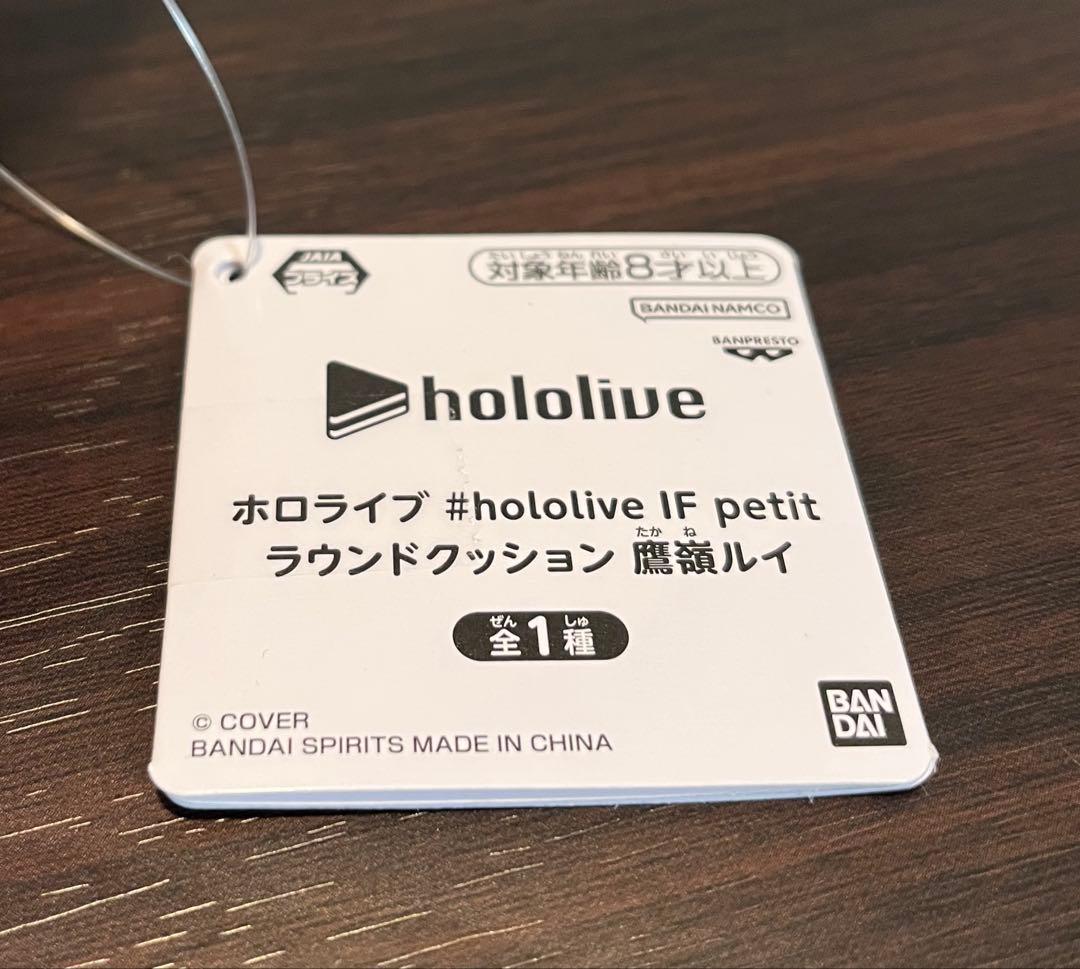 JAIA
プライズ
たいしょうねんれい さいいじょう
対象年齢8才以上
BANDAI NAMCO
BANPRESTO
hololive
ホロライブ #hololive IF petit
たか ね
ラウンドクッション 鷹嶺ルイ
ぜん しゅ
全1種
© COVER
BANDAI SPIRITS MADE IN CHINA
BAN
DAI